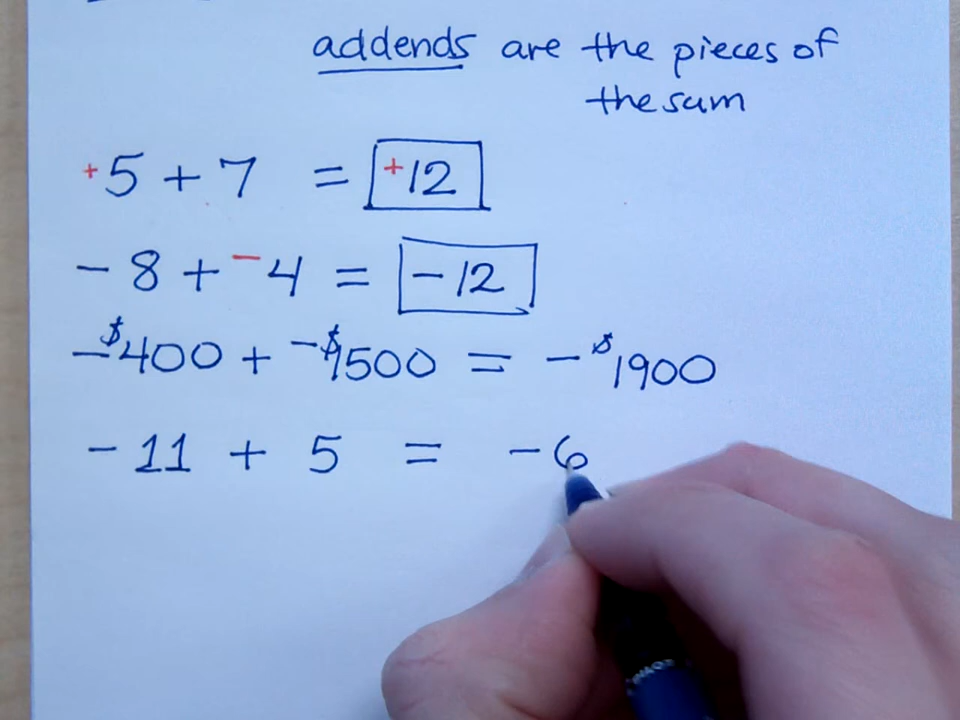 addends are the pieces of
the sum
+5 + 7 = +12
-8 + -4 = -12
-$400 + -$1500 = -$1900
-11 + 5 = -6